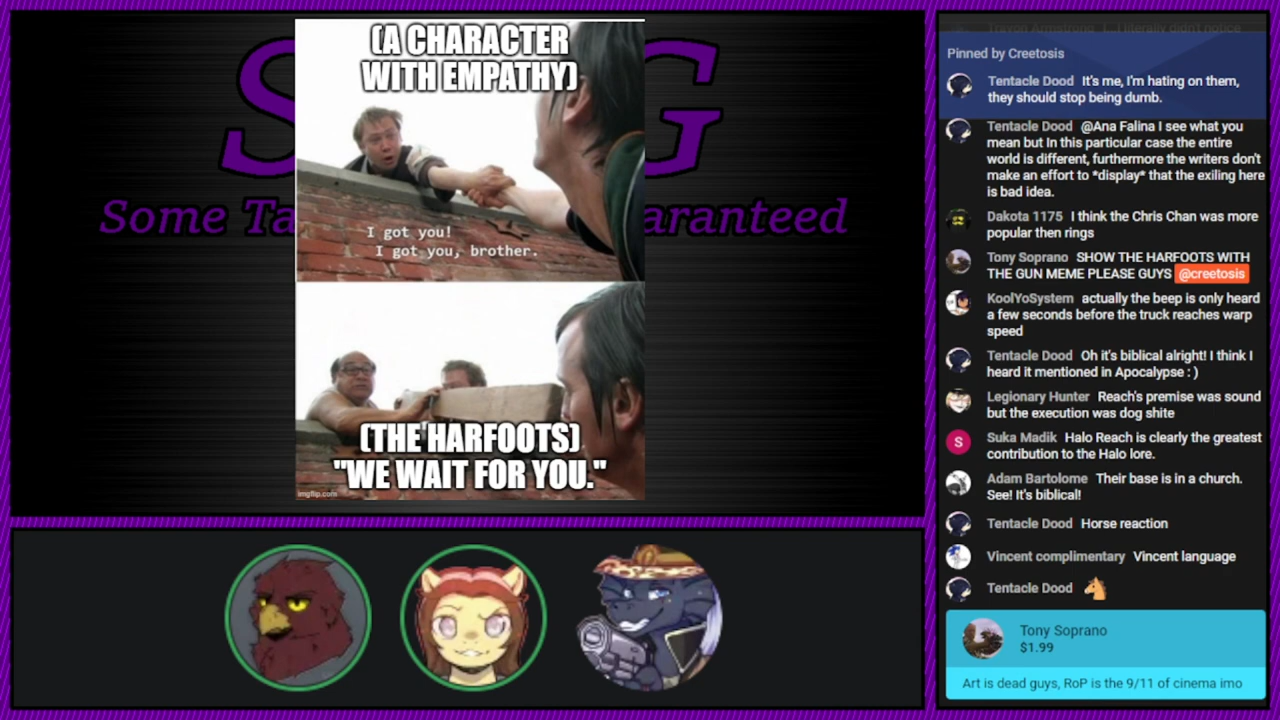 S G
Some Ta aranteed
(A CHARACTER
WITH EMPATHY)
I got you!
I got you, brother.
(THE HARFOOTS)
"WE WAIT FOR YOU."
imgflip.com
Pinned by Creetosis
Tentacle Dood It's me, I'm hating on them,
they should stop being dumb.
Tentacle Dood @Ana Falina I see what you
mean but In this particular case the entire
world is different, furthermore the writers don't
make an effort to *display* that the exiling here
is bad idea.
Dakota 1175 I think the Chris Chan was more
popular then rings
Tony Soprano SHOW THE HARFOOTS WITH
THE GUN MEME PLEASE GUYS @creetosis
KoolYoSystem actually the beep is only heard
a few seconds before the truck reaches warp
speed
Tentacle Dood Oh it's biblical alright! I think I
heard it mentioned in Apocalypse : )
Legionary Hunter Reach's premise was sound
but the execution was dog shite
S
Suka Madik Halo Reach is clearly the greatest
contribution to the Halo lore.
Adam Bartolome Their base is in a church.
See! It's biblical!
Tentacle Dood Horse reaction
Vincent complimentary Vincent language
Tentacle Dood 🐴
Tony Soprano
$1.99
Art is dead guys, RoP is the 9/11 of cinema imo